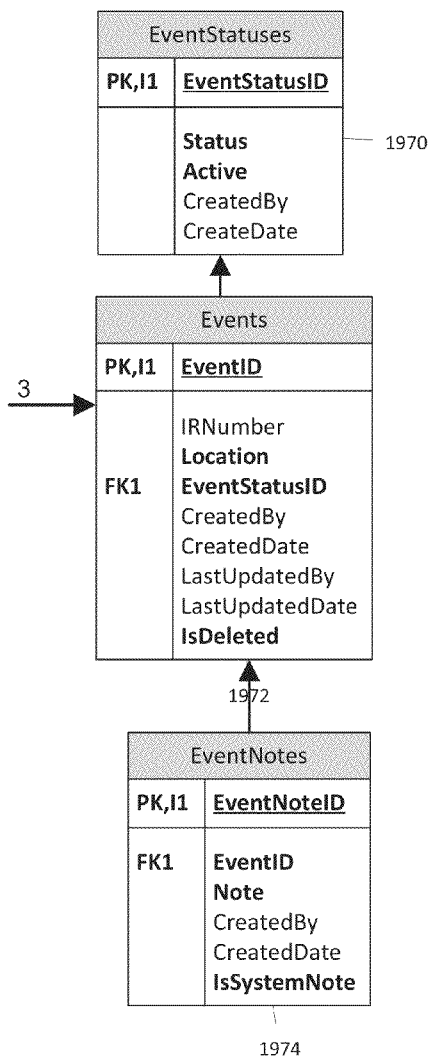 EventStatuses
PK,I1 EventStatusID
Status
1970
Active
CreatedBy
CreateDate
Events
PK,I1 EventID
3
IRNumber
Location
FK1 EventStatusID
CreatedBy
CreatedDate
LastUpdatedBy
LastUpdatedDate
IsDeleted
1972
EventNotes
PK,I1 EventNoteID
FK1 EventID
Note
CreatedBy
CreatedDate
IsSystemNote
1974